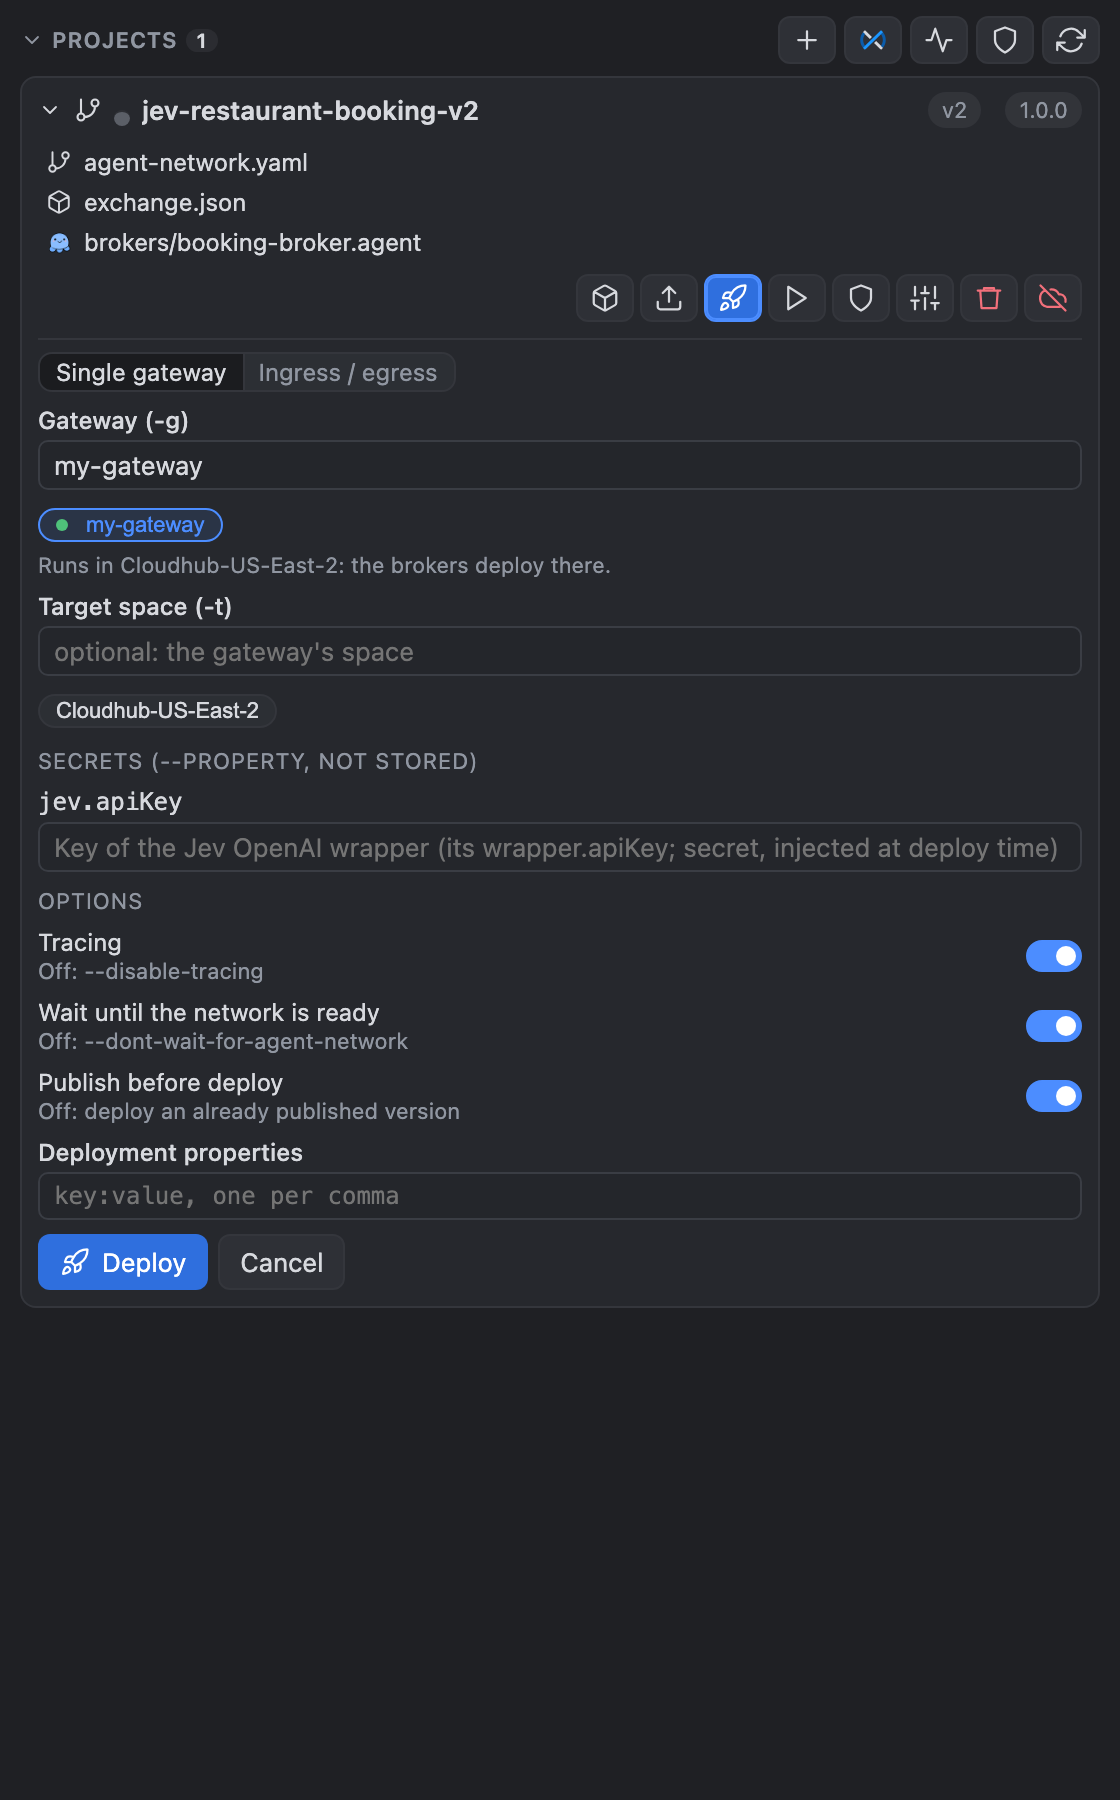 PROJECTS 1
jev-restaurant-booking-v2 v2 1.0.0
agent-network.yaml
exchange.json
brokers/booking-broker.agent
Single gateway Ingress / egress
Gateway (-g)
my-gateway
my-gateway
Runs in Cloudhub-US-East-2: the brokers deploy there.
Target space (-t)
optional: the gateway's space
Cloudhub-US-East-2
SECRETS (--PROPERTY, NOT STORED)
jev.apiKey
Key of the Jev OpenAI wrapper (its wrapper.apiKey; secret, injected at deploy time)
OPTIONS
Tracing
Off: --disable-tracing
Wait until the network is ready
Off: --dont-wait-for-agent-network
Publish before deploy
Off: deploy an already published version
Deployment properties
key:value, one per comma
Deploy Cancel